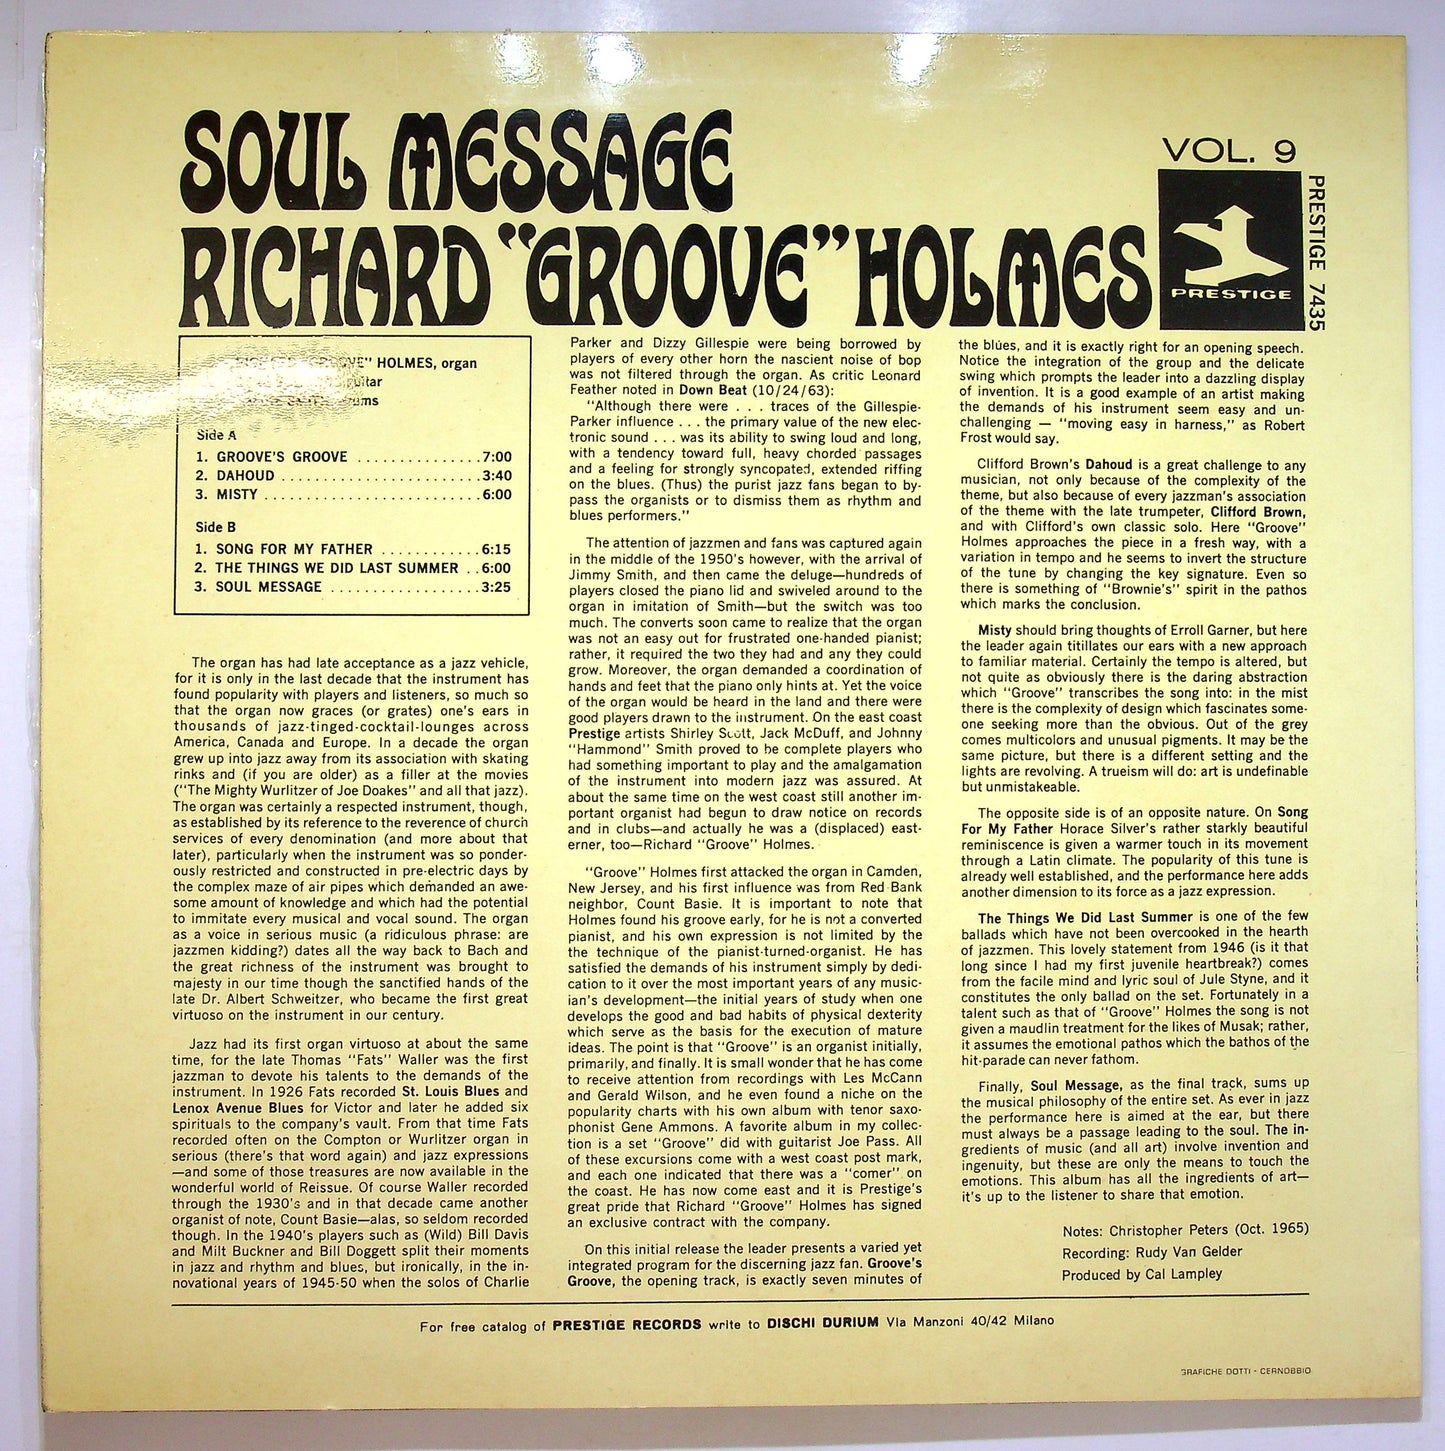 SOUL MESSAGE
RICHARD "GROOVE" HOLMES
VOL. 9
PRESTIGE
PRESTIGE 7435
HOLMES, organ
guitar
Side A
1. GROOVE'S GROOVE ...............7:00
2. DAHOUD ........................3:40
3. MISTY ..........................6:00
Side B
1. SONG FOR MY FATHER ............6:15
2. THE THINGS WE DID LAST SUMMER ..6:00
3. SOUL MESSAGE ..................3:25
The organ has had late acceptance as a jazz vehicle,
for it is only in the last decade that the instrument has
found popularity with players and listeners, so much so
that the organ now graces (or grates) one's ears in
thousands of jazz-tinged-cocktail-lounges across
America, Canada and Europe. In a decade the organ
grew up into jazz away from its association with skating
rinks and (if you are older) as a filler at the movies
("The Mighty Wurlitzer of Joe Doakes" and all that jazz).
The organ was certainly a respected instrument, though,
as established by its reference to the reverence of church
services of every denomination (and more about that
later), particularly when the instrument was so ponder-
ously restricted and constructed in pre-electric days by
the complex maze of air pipes which demanded an awe-
some amount of knowledge and which had the potential
to immitate every musical and vocal sound. The organ
as a voice in serious music (a ridiculous phrase: are
jazzmen kidding?) dates all the way back to Bach and
the great richness of the instrument was brought to
majesty in our time though the sanctified hands of the
late Dr. Albert Schweitzer, who became the first great
virtuoso on the instrument in our century.
Jazz had its first organ virtuoso at about the same
time, for the late Thomas "Fats" Waller was the first
jazzman to devote his talents to the demands of the
instrument. In 1926 Fats recorded St. Louis Blues and
Lenox Avenue Blues for Victor and later he added six
spirituals to the company's vault. From that time Fats
recorded often on the Compton or Wurlitzer organ in
serious (there's that word again) and jazz expressions
—and some of those treasures are now available in the
wonderful world of Reissue. Of course Waller recorded
through the 1930's and in that decade came another
organist of note, Count Basie—alas, so seldom recorded
though. In the 1940's players such as (Wild) Bill Davis
and Milt Buckner and Bill Doggett split their moments
in jazz and rhythm and blues, but ironically, in the in-
novational years of 1945-50 when the solos of Charlie
Parker and Dizzy Gillespie were being borrowed by
players of every other horn the nascient noise of bop
was not filtered through the organ. As critic Leonard
Feather noted in Down Beat (10/24/63):
"Although there were . . . traces of the Gillespie-
Parker influence . . . the primary value of the new elec-
tronic sound . . . was its ability to swing loud and long,
with a tendency toward full, heavy chorded passages
and a feeling for strongly syncopated, extended riffing
on the blues. (Thus) the purist jazz fans began to by-
pass the organists or to dismiss them as rhythm and
blues performers."
The attention of jazzmen and fans was captured again
in the middle of the 1950's however, with the arrival of
Jimmy Smith, and then came the deluge—hundreds of
players closed the piano lid and swiveled around to the
organ in imitation of Smith—but the switch was too
much. The converts soon came to realize that the organ
was not an easy out for frustrated one-handed pianist;
rather, it required the two they had and any they could
grow. Moreover, the organ demanded a coordination of
hands and feet that the piano only hints at. Yet the voice
of the organ would be heard in the land and there were
good players drawn to the instrument. On the east coast
Prestige artists Shirley Scott, Jack McDuff, and Johnny
"Hammond" Smith proved to be complete players who
had something important to play and the amalgamation
of the instrument into modern jazz was assured. At
about the same time on the west coast still another im-
portant organist had begun to draw notice on records
and in clubs—and actually he was a (displaced) east-
erner, too—Richard "Groove" Holmes.
"Groove" Holmes first attacked the organ in Camden,
New Jersey, and his first influence was from Red Bank
neighbor, Count Basie. It is important to note that
Holmes found his groove early, for he is not a converted
pianist, and his own expression is not limited by the
the technique of the pianist-turned-organist. He has
satisfied the demands of his instrument simply by dedi-
cation to it over the most important years of any music-
ian's development—the initial years of study when one
develops the good and bad habits of physical dexterity
which serve as the basis for the execution of mature
ideas. The point is that "Groove" is an organist initially,
primarily, and finally. It is small wonder that he has come
to receive attention from recordings with Les McCann
and Gerald Wilson, and he even found a niche on the
popularity charts with his own album with tenor saxo-
phonist Gene Ammons. A favorite album in my collec-
tion is a set "Groove" did with guitarist Joe Pass. All
of these excursions come with a west coast post mark,
and each one indicated that there was a "comer" on
the coast. He has now come east and it is Prestige's
great pride that Richard "Groove" Holmes has signed
an exclusive contract with the company.
On this initial release the leader presents a varied yet
integrated program for the discerning jazz fan. Groove's
Groove, the opening track, is exactly seven minutes of
the blues, and it is exactly right for an opening speech.
Notice the integration of the group and the delicate
swing which prompts the leader into a dazzling display
of invention. It is a good example of an artist making
the demands of his instrument seem easy and un-
challenging — "moving easy in harness," as Robert
Frost would say.
Clifford Brown's Dahoud is a great challenge to any
musician, not only because of the complexity of the
theme, but also because of every jazzman's association
of the theme with the late trumpeter, Clifford Brown,
and with Clifford's own classic solo. Here "Groove"
Holmes approaches the piece in a fresh way, with a
variation in tempo and he seems to invert the structure
of the tune by changing the key signature. Even so
there is something of "Brownie's" spirit in the pathos
which marks the conclusion.
Misty should bring thoughts of Erroll Garner, but here
the leader again titillates our ears with a new approach
to familiar material. Certainly the tempo is altered, but
not quite as obviously there is the daring abstraction
which "Groove" transcribes the song into: in the mist
there is the complexity of design which fascinates some-
one seeking more than the obvious. Out of the grey
comes multicolors and unusual pigments. It may be the
same picture, but there is a different setting and the
lights are revolving. A trueism will do: art is undefinable
but unmistakeable.
The opposite side is of an opposite nature. On Song
For My Father Horace Silver's rather starkly beautiful
reminiscence is given a warmer touch in its movement
through a Latin climate. The popularity of this tune is
already well established, and the performance here adds
another dimension to its force as a jazz expression.
The Things We Did Last Summer is one of the few
ballads which have not been overcooked in the hearth
of jazzmen. This lovely statement from 1946 (is it that
long since I had my first juvenile heartbreak?) comes
from the facile mind and lyric soul of Jule Styne, and it
constitutes the only ballad on the set. Fortunately in a
talent such as that of "Groove" Holmes the song is not
given a maudlin treatment for the likes of Musak; rather,
it assumes the emotional pathos which the bathos of the
hit-parade can never fathom.
Finally, Soul Message, as the final track, sums up
the musical philosophy of the entire set. As ever in jazz
the performance here is aimed at the ear, but there
must always be a passage leading to the soul. The in-
gredients of music (and all art) involve invention and
ingenuity, but these are only the means to touch the
emotions. This album has all the ingredients of art—
it's up to the listener to share that emotion.
Notes: Christopher Peters (Oct. 1965)
Recording: Rudy Van Gelder
Produced by Cal Lampley
For free catalog of PRESTIGE RECORDS write to DISCHI DURIUM Via Manzoni 40/42 Milano
GRAFICHE DOTTI - CERNOBBIO